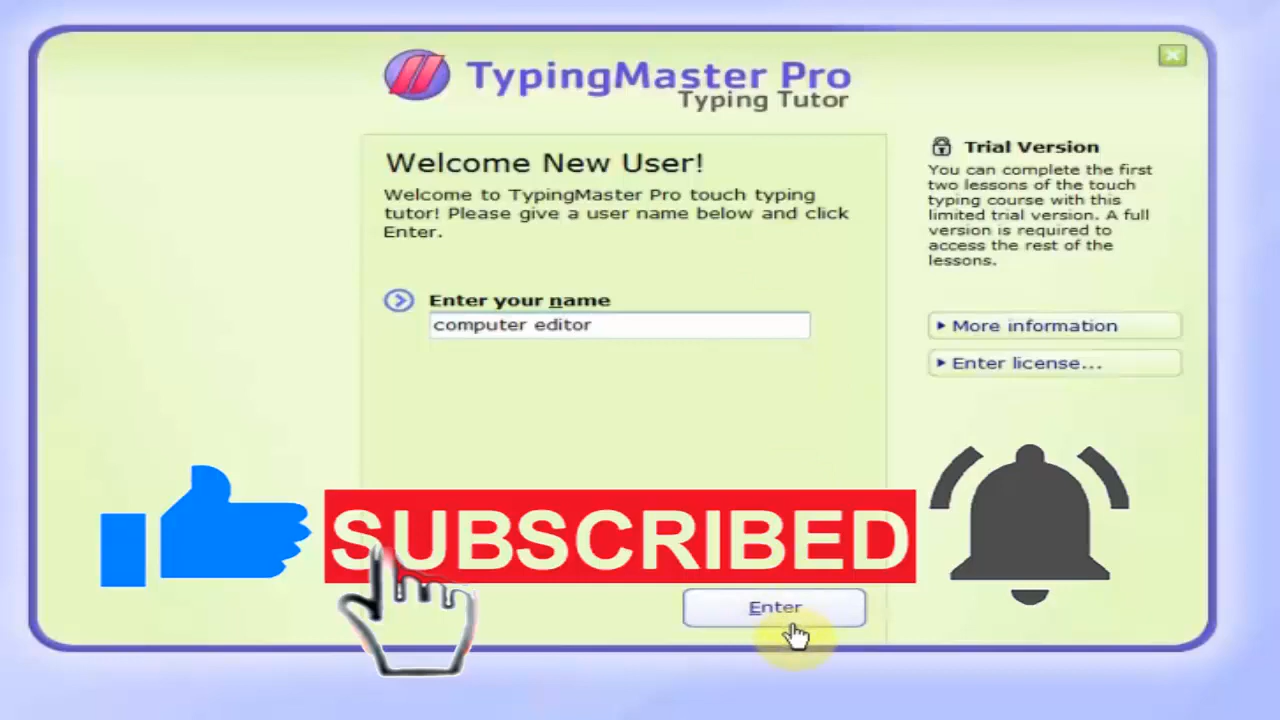 TypingMaster Pro
Typing Tutor
Welcome New User!
Welcome to TypingMaster Pro touch typing
tutor! Please give a user name below and click
Enter.
Enter your name
computer editor
Trial Version
You can complete the first
two lessons of the touch
typing course with this
limited trial version. A full
version is required to
access the rest of the
lessons.
More information
Enter license...
SUBSCRIBED
Enter